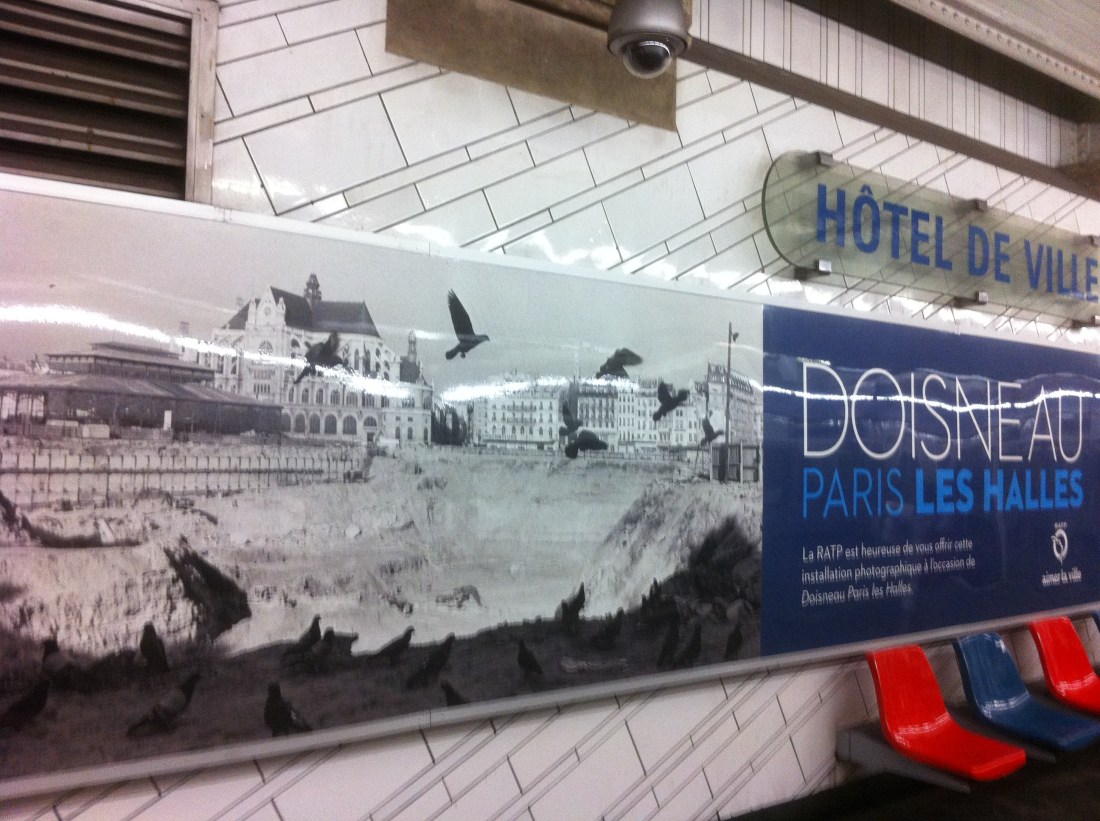 HÔTEL DE VILLE
DOISNEAU
PARIS LES HALLES
La RATP est heureuse de vous offrir cette
installation photographique à l'occasion de
Doisneau Paris les Halles.
RATP
aimer la ville